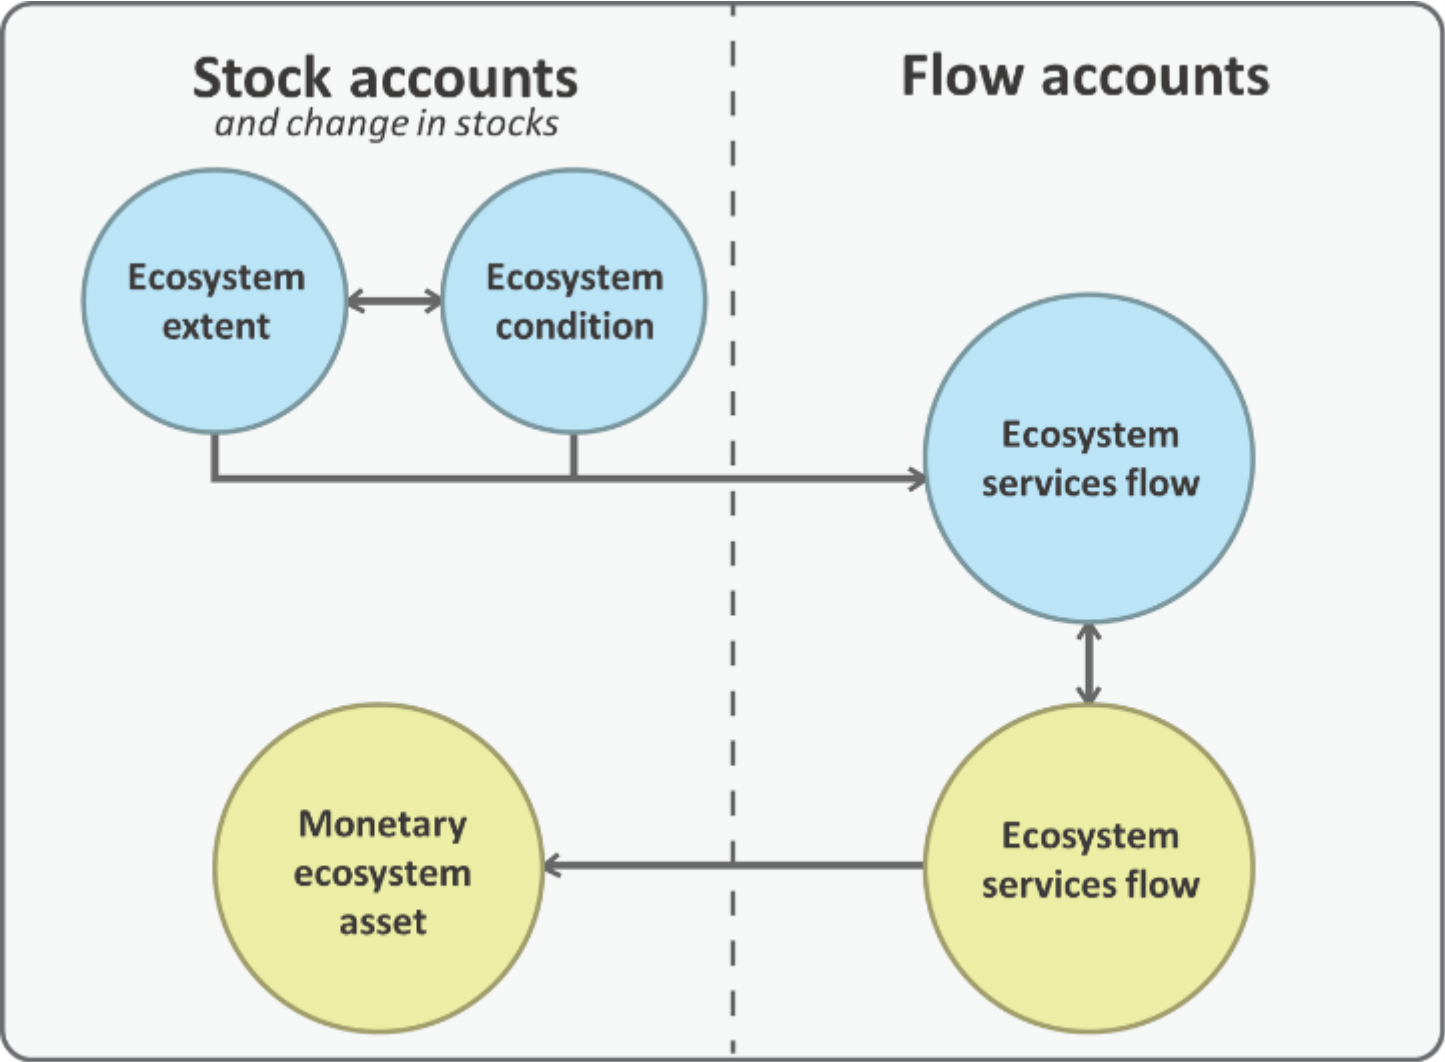 Stock accounts
and change in stocks
Flow accounts
Ecosystem
extent
Ecosystem
condition
Ecosystem
services flow
Monetary
ecosystem
asset
Ecosystem
services flow